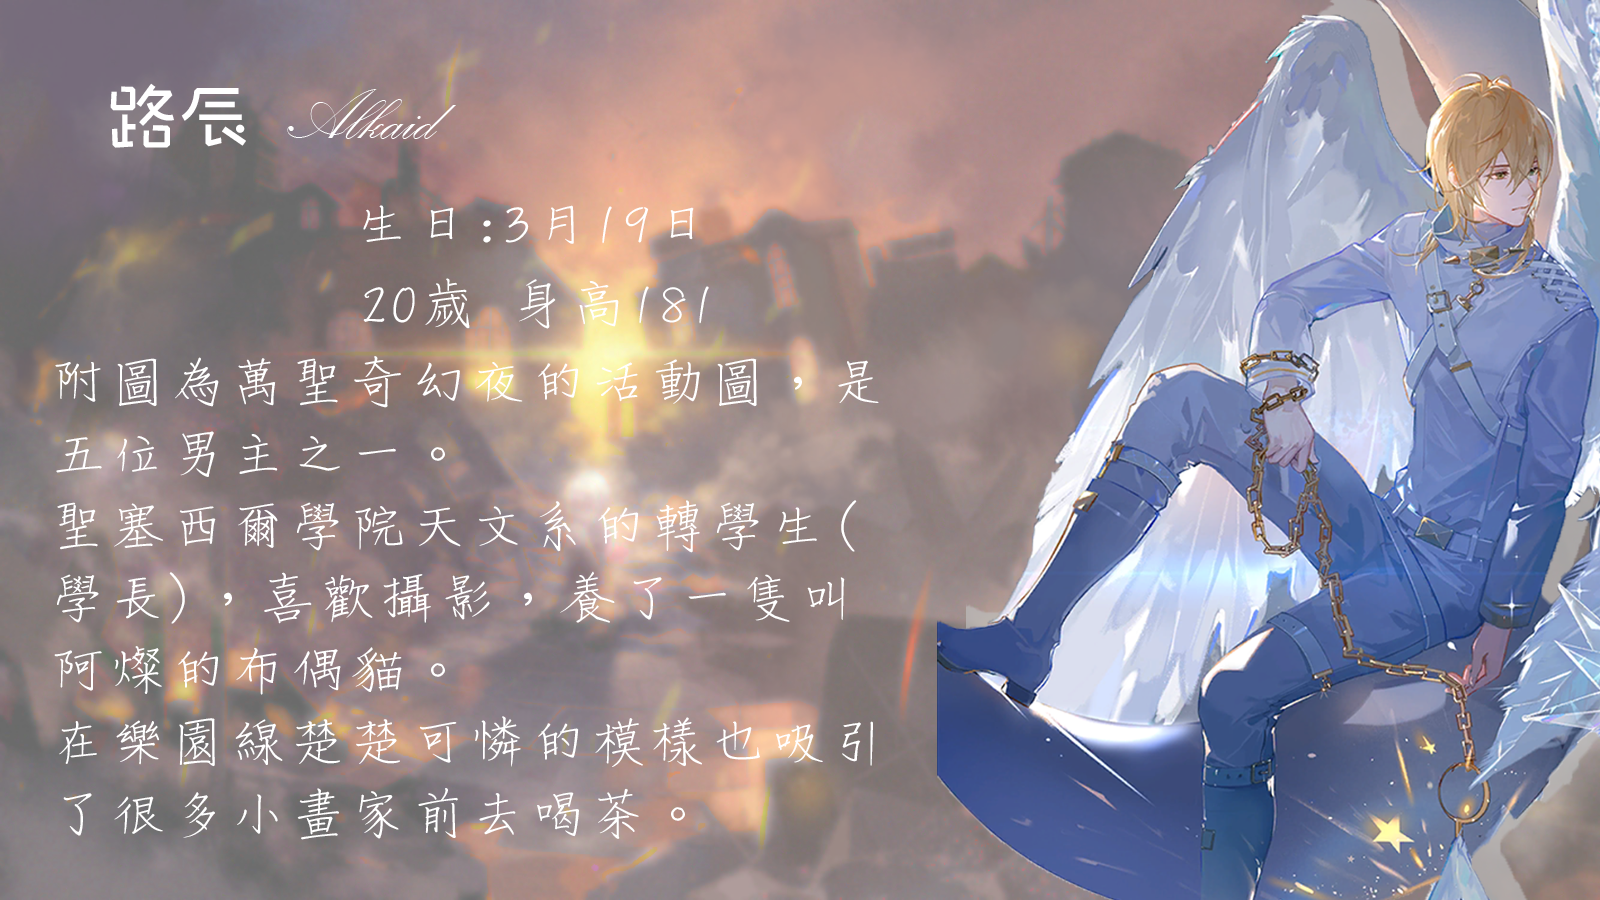 路辰 Alkaid
生日:3月19日
20歲 身高181
附圖為萬聖奇幻夜的活動圖，是
五位男主之一。
聖塞西爾學院天文系的轉學生(
學長)，喜歡攝影，養了一隻叫
阿燦的布偶貓。
在樂園線楚楚可憐的模樣也吸引
了很多小畫家前去喝茶。